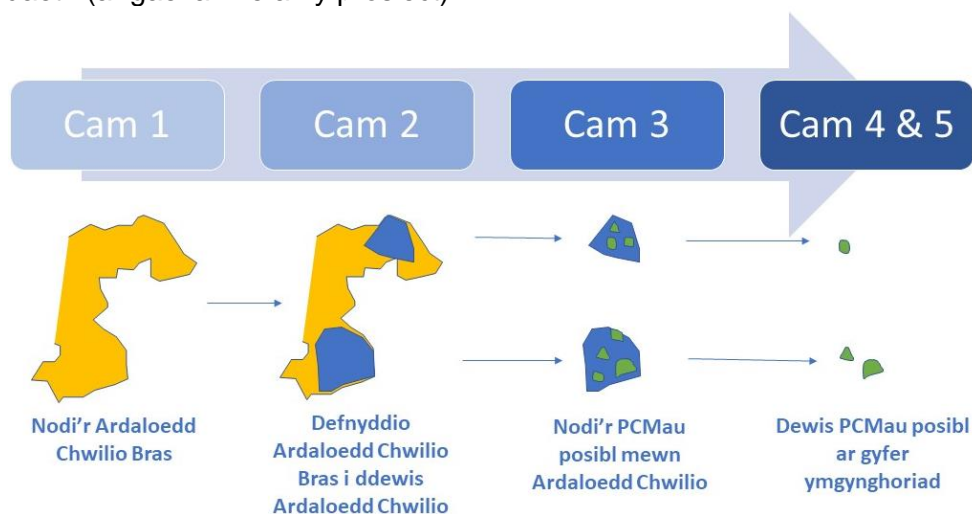 Cam 1
Cam 2
Cam 3
Cam 4 & 5
Nodi'r Ardaloedd
Chwilio Bras
Defnyddio
Ardaloedd Chwilio
Bras i ddewis
Ardaloedd Chwilio
Nodi'r PCMau
posibl mewn
Ardaloedd Chwilio
Dewis PCMau posibl
ar gyfer
ymgynghoriad